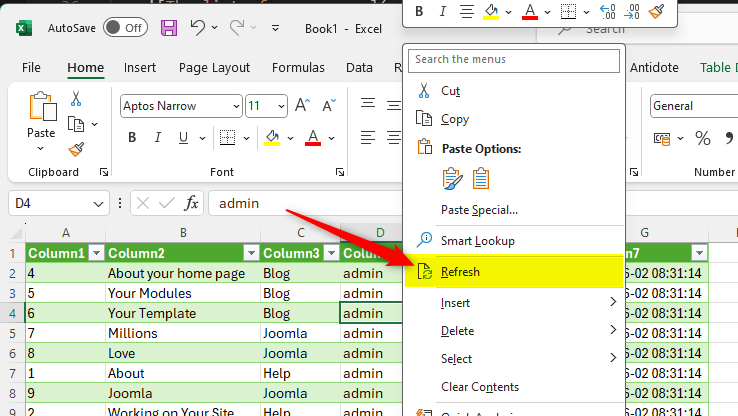 AutoSave Off Book1 - Excel Search
File Home Insert Page Layout Formulas Data Antidote Table D
Search the menus
Cut
Copy
Paste Options:
Paste Special...
Smart Lookup
Refresh
Insert
Delete
Select
Clear Contents
Paste
Clipboard
Aptos Narrow 11 A A
B I U A
Font
General
%
Number
D4 fx admin
A B C D G
1 Column1 Column2 Column3
2 4 About your home page Blog admin 6-02 08:31:14
3 5 Your Modules Blog admin 6-02 08:31:14
4 6 Your Template Blog admin 6-02 08:31:14
5 7 Millions Joomla admin 6-02 08:31:14
6 8 Love Joomla admin 6-02 08:31:14
7 1 About Help admin 6-02 08:31:14
8 9 Joomla Joomla admin 6-02 08:31:14
2 Working on Your Site Help admin 6-02 08:31:14